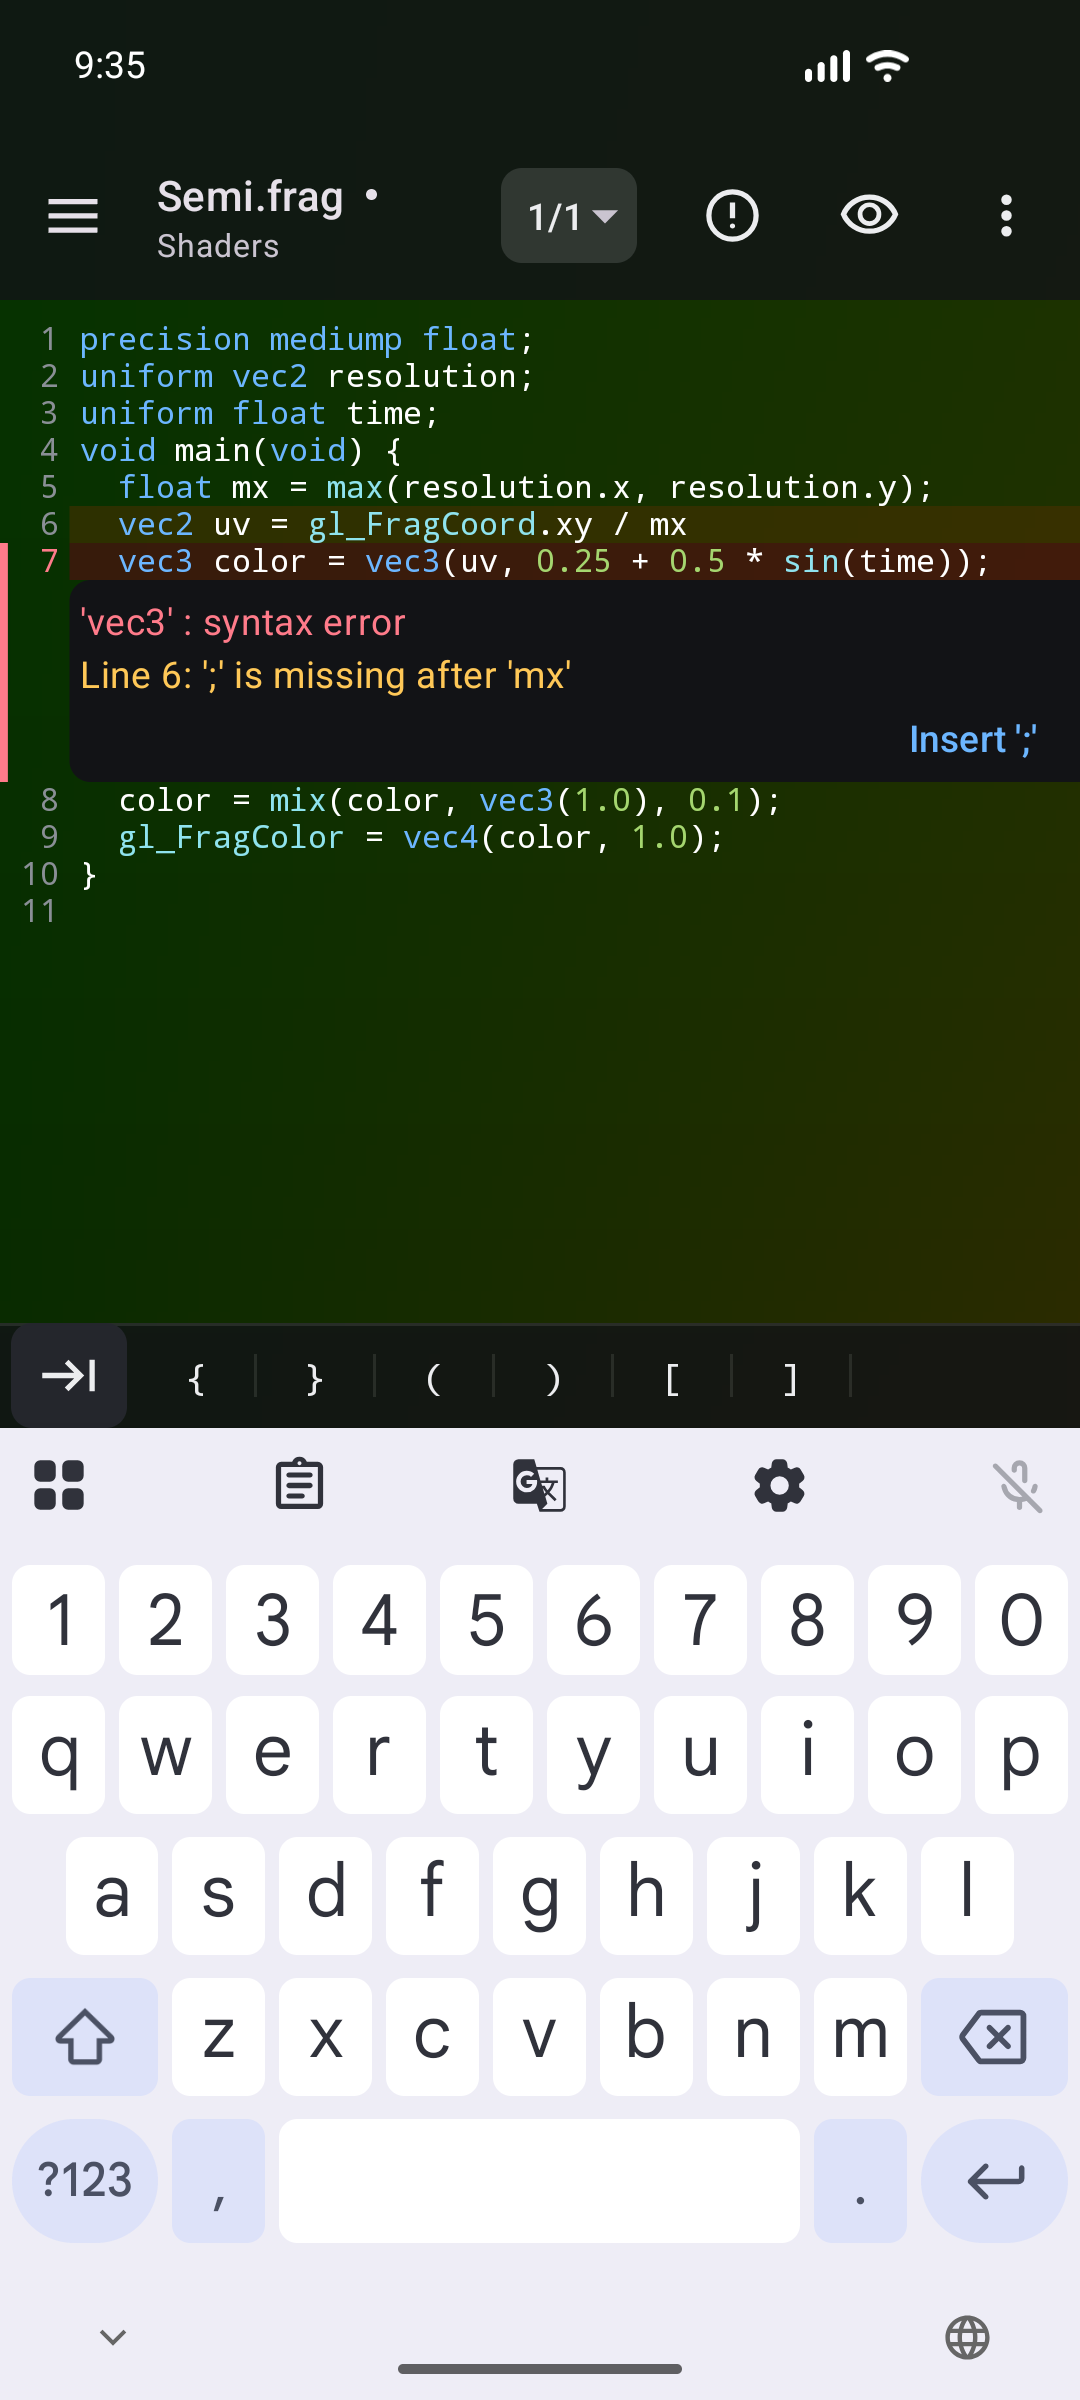 9:35
Semi.frag •
Shaders
1/1
1 precision mediump float;
2 uniform vec2 resolution;
3 uniform float time;
4 void main(void) {
5   float mx = max(resolution.x, resolution.y);
6   vec2 uv = gl_FragCoord.xy / mx
7   vec3 color = vec3(uv, 0.25 + 0.5 * sin(time));
'vec3' : syntax error
Line 6: ';' is missing after 'mx'
Insert ';'
8   color = mix(color, vec3(1.0), 0.1);
9   gl_FragColor = vec4(color, 1.0);
10 }
11
{ } ( ) [ ]
1 2 3 4 5 6 7 8 9 0
q w e r t y u i o p
a s d f g h j k l
z x c v b n m
?123 , .